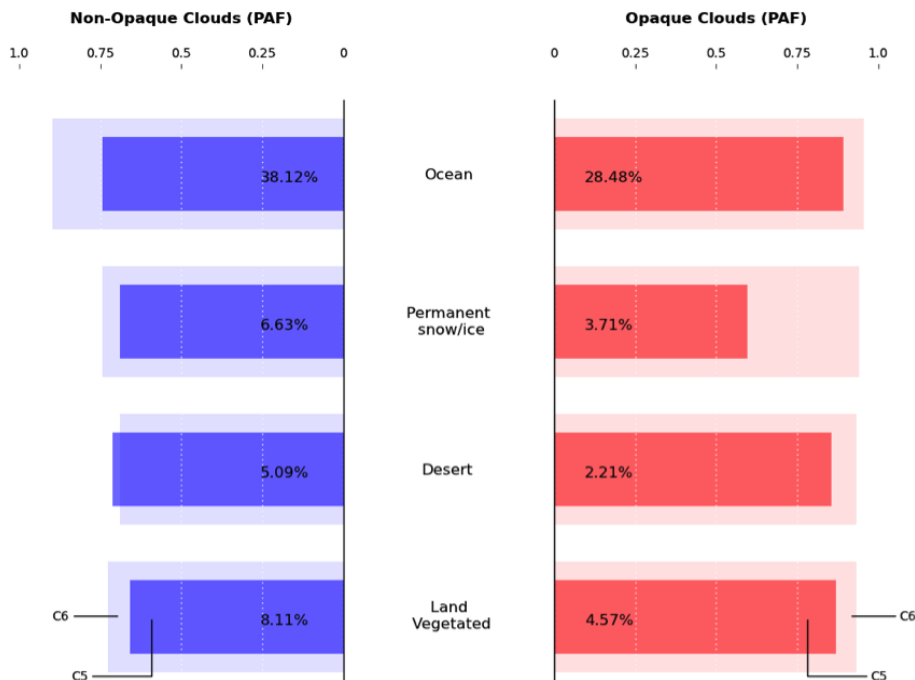 Non-Opaque Clouds (PAF) Opaque Clouds (PAF)
1.0 0.75 0.5 0.25 0 0 0.25 0.5 0.75 1.0
38.12% Ocean 28.48%
Permanent
6.63% snow/ice 3.71%
5.09% Desert 2.21%
Land
C6 8.11% Vegetated 4.57% C6
C5 C5